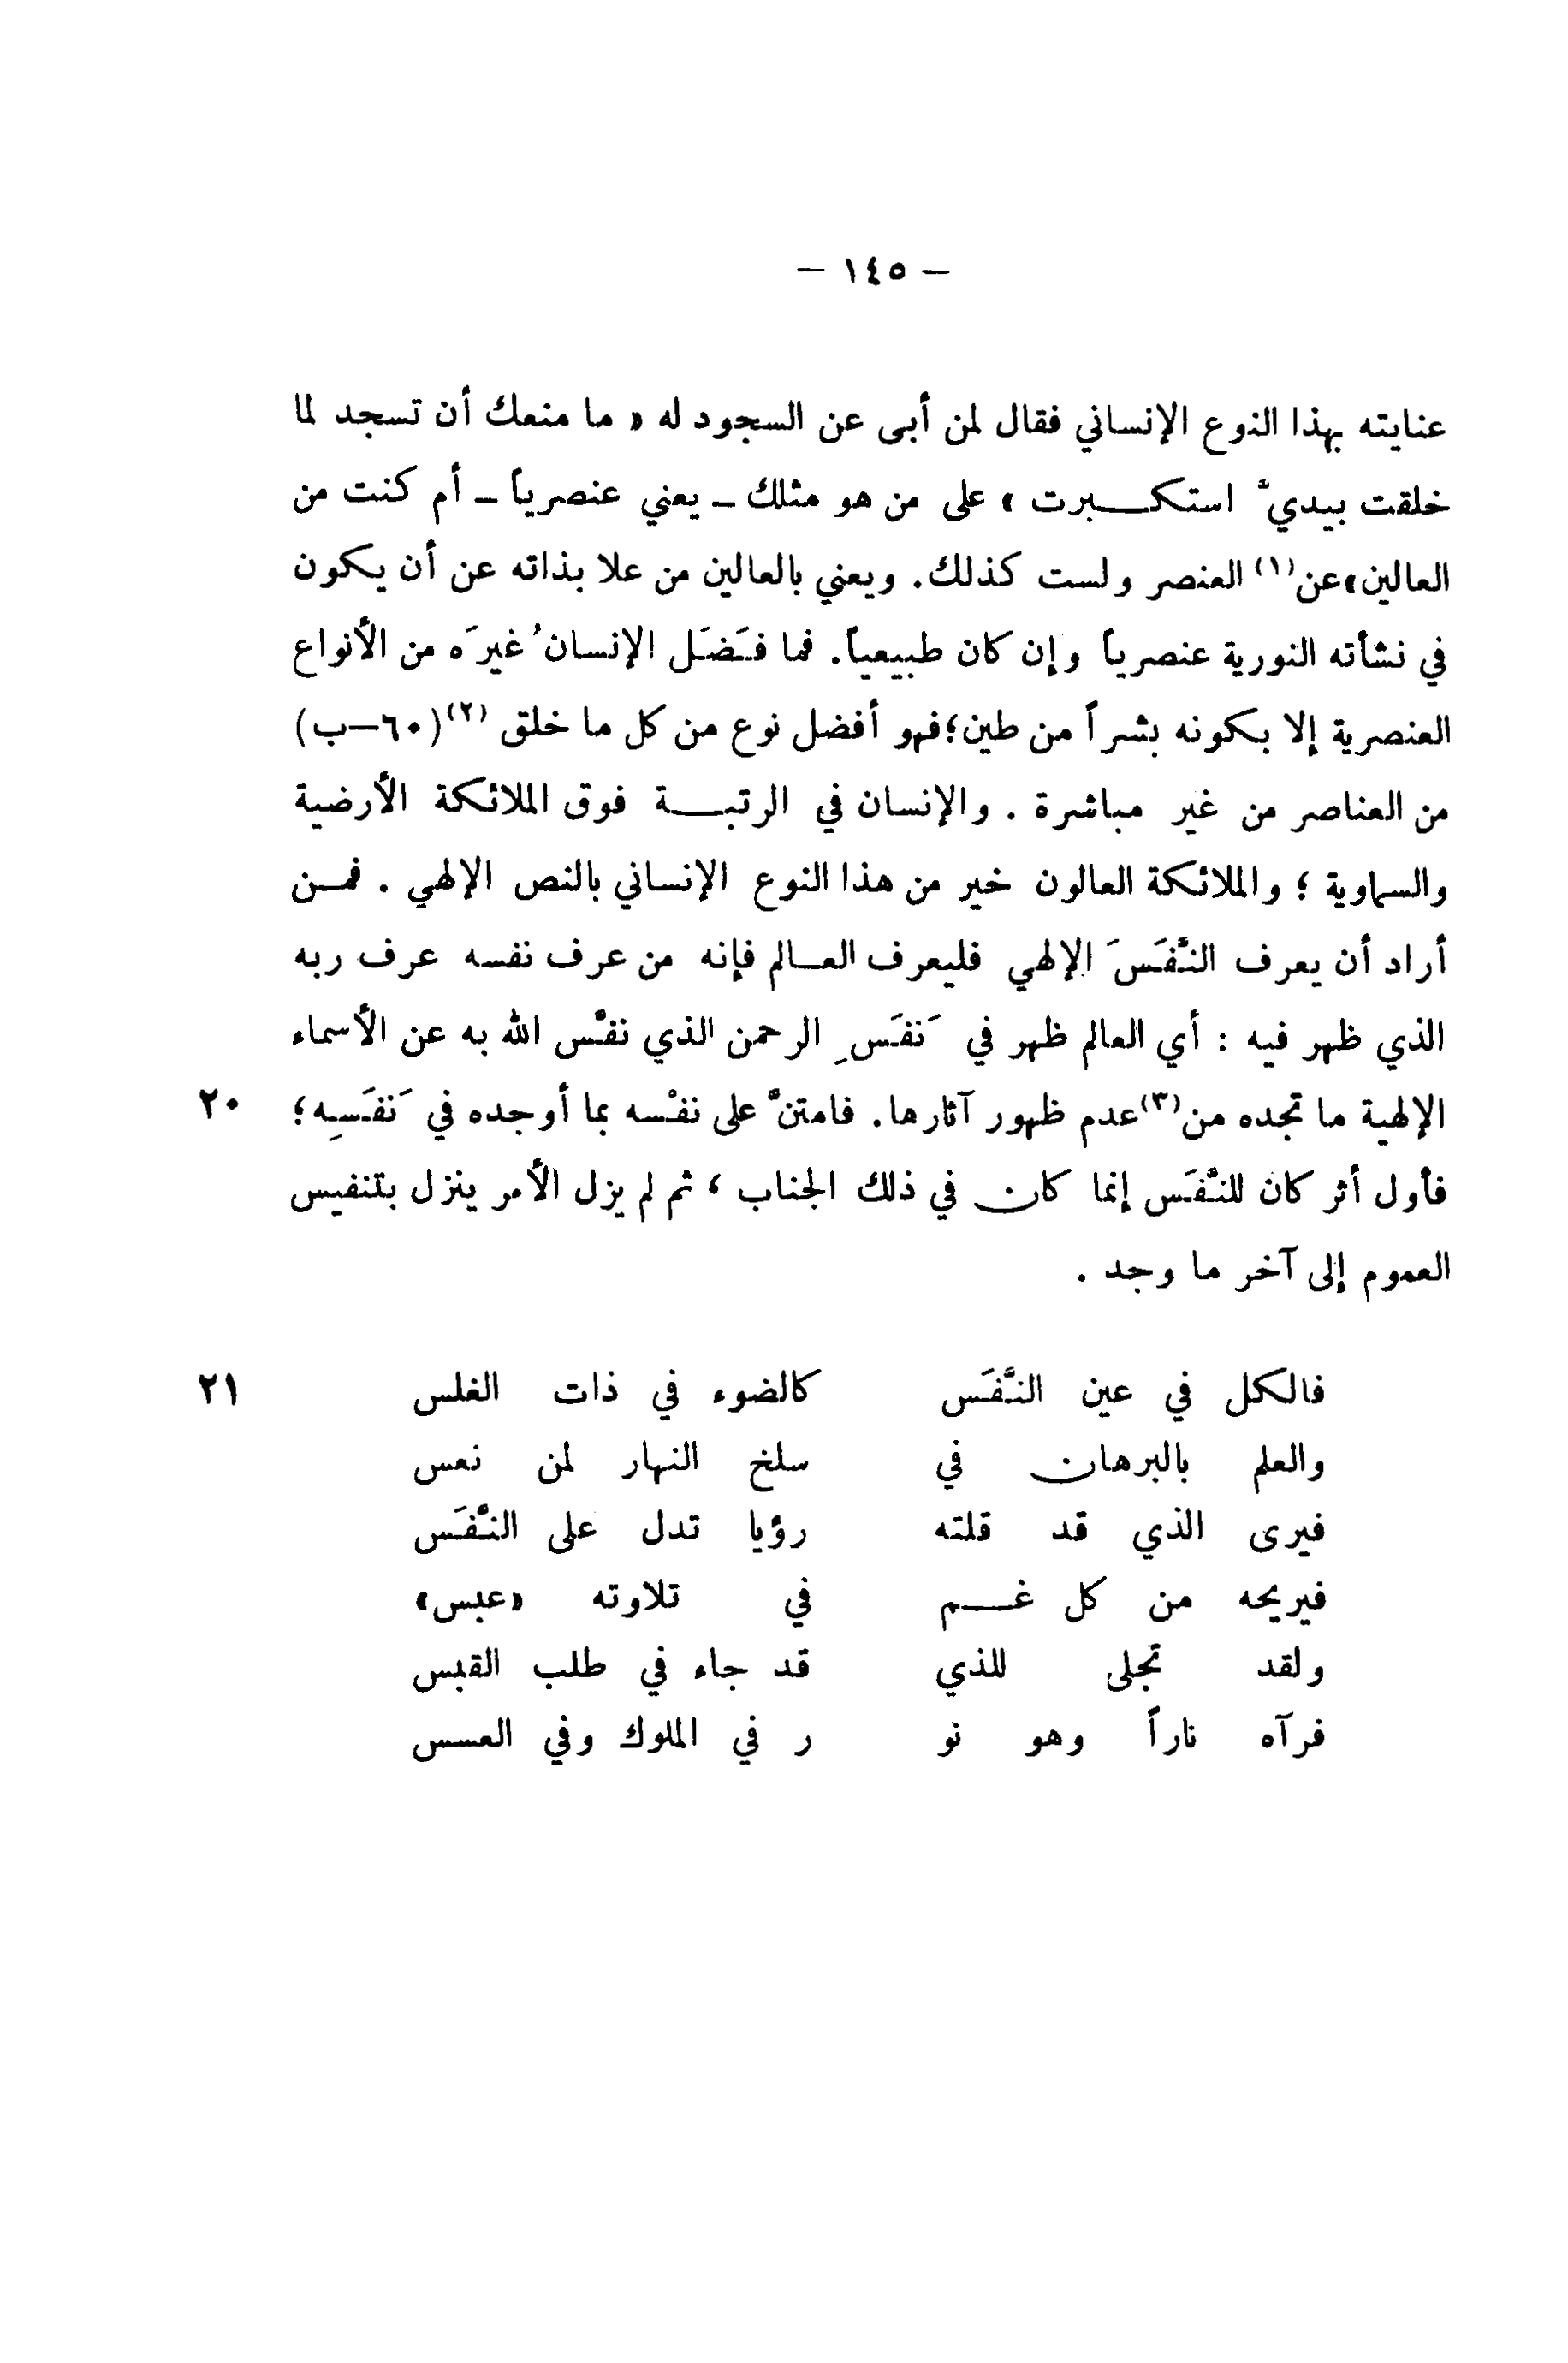 – ١٤٥ –
عنايته بهذا النوع الإنساني فقال لمن أبى عن السجود له « ما منعك أن تسجد لما
خلقت بيديَّ استكبرت » على من هو مثلك – يعني عنصرياً – أم كنت من
العالين»عن(١) العنصر ولست كذلك. ويعني بالعالين من علا بذاته عن أن يكون
في نشأته النورية عنصرياً وإن كان طبيعياً. فما فَضَل الإنسانُ غيرَه من الأنواع
العنصرية إلا بكونه بشراً من طين؛فهو أفضل نوع من كل ما خلق (٢)(٦٠–ب)
من العناصر من غير مباشرة . والإنسان في الرتبة فوق الملائكة الأرضية
والسماوية ؛ والملائكة العالون خير من هذا النوع الإنساني بالنص الإلهي . فمن
أراد أن يعرف النَّفَسَ الإلهي فليعرف العالم فإنه من عرف نفسه عرف ربه
الذي ظهر فيه : أي العالم ظهر في نَفَسِ الرحمن الذي نفَّس الله به عن الأسماء
الإلهية ما تجده من(٣)عدم ظهور آثارها. فامتنَّ على نفْسه بما أوجده في نَفَسِه؛ ٢٠
فأول أثر كان للنَّفَس إنما كان في ذلك الجناب ، ثم لم يزل الأمر ينزل بتنفيس
العموم إلى آخر ما وجد .
فالكل في عين النَّفَس كالضوء في ذات الغلس ٢١
والعلم بالبرهان في سلخ النهار لمن نعس
فيرى الذي قد قلته رؤيا تدل على النَّفَس
فيريحه من كل غم في تلاوته «عبس»
ولقد تجلى للذي قد جاء في طلب القبس
فرآه ناراً وهو نو ر في الملوك وفي العسس